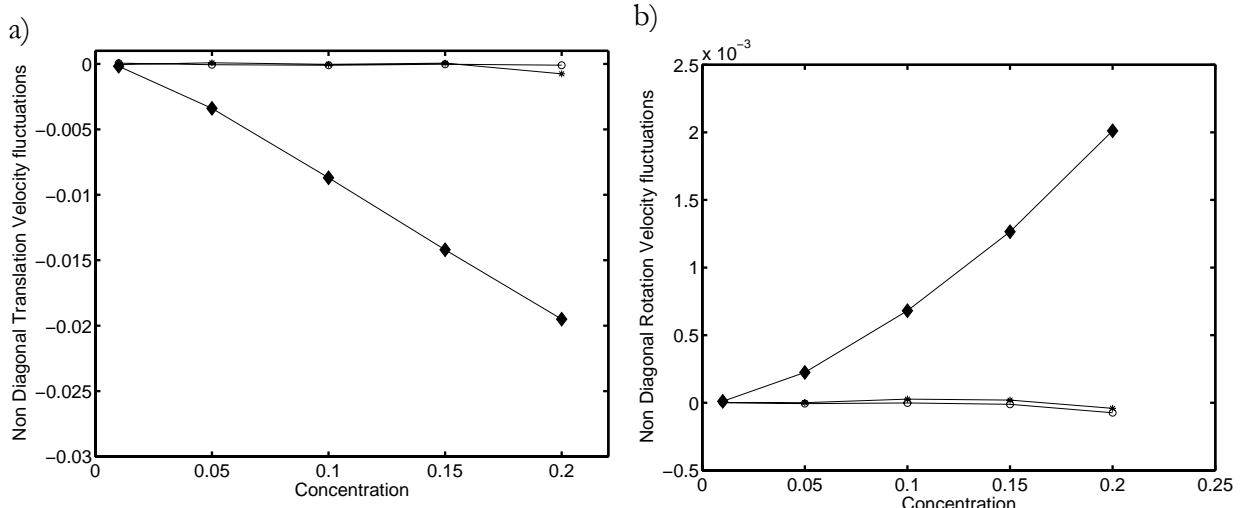 a)
0
−0.005
−0.01
−0.015
−0.02
−0.025
−0.03
Non Diagonal Translation Velocity fluctuations
0 0.05 0.1 0.15 0.2
Concentration
b)
x 10−3
2.5
2
1.5
1
0.5
0
−0.5
Non Diagonal Rotation Velocity fluctuations
0 0.05 0.1 0.15 0.2 0.25
Concentration